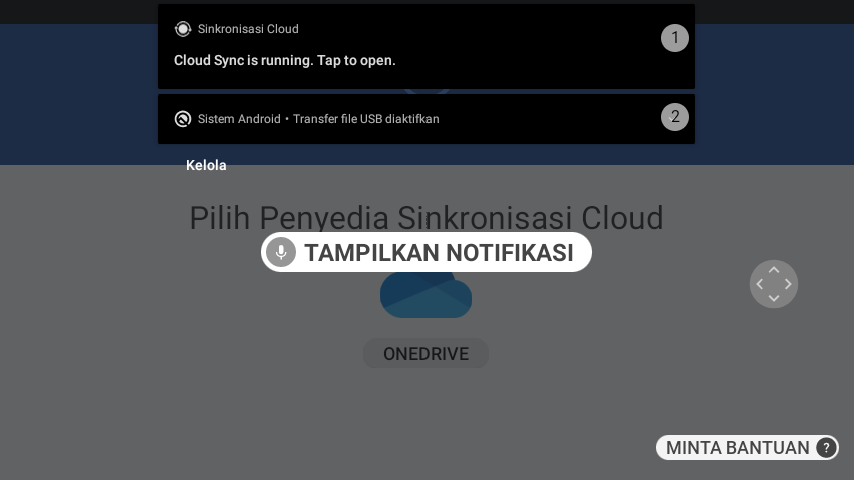 Sinkronisasi Cloud
1
Cloud Sync is running. Tap to open.
Sistem Android • Transfer file USB diaktifkan
2
Kelola
Pilih Penyedia Sinkronisasi Cloud
TAMPILKAN NOTIFIKASI
ONEDRIVE
MINTA BANTUAN ?